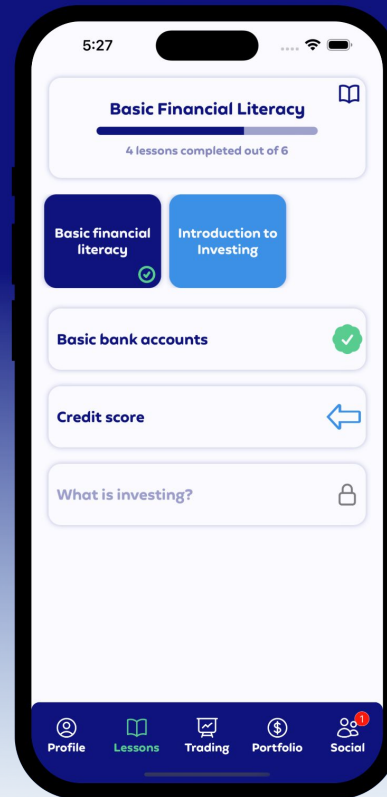 5:27
Basic Financial Literacy
4 lessons completed out of 6
Basic financial
literacy
Introduction to
Investing
Basic bank accounts
Credit score
What is investing?
1
Profile
Lessons
Trading
Portfolio
Social